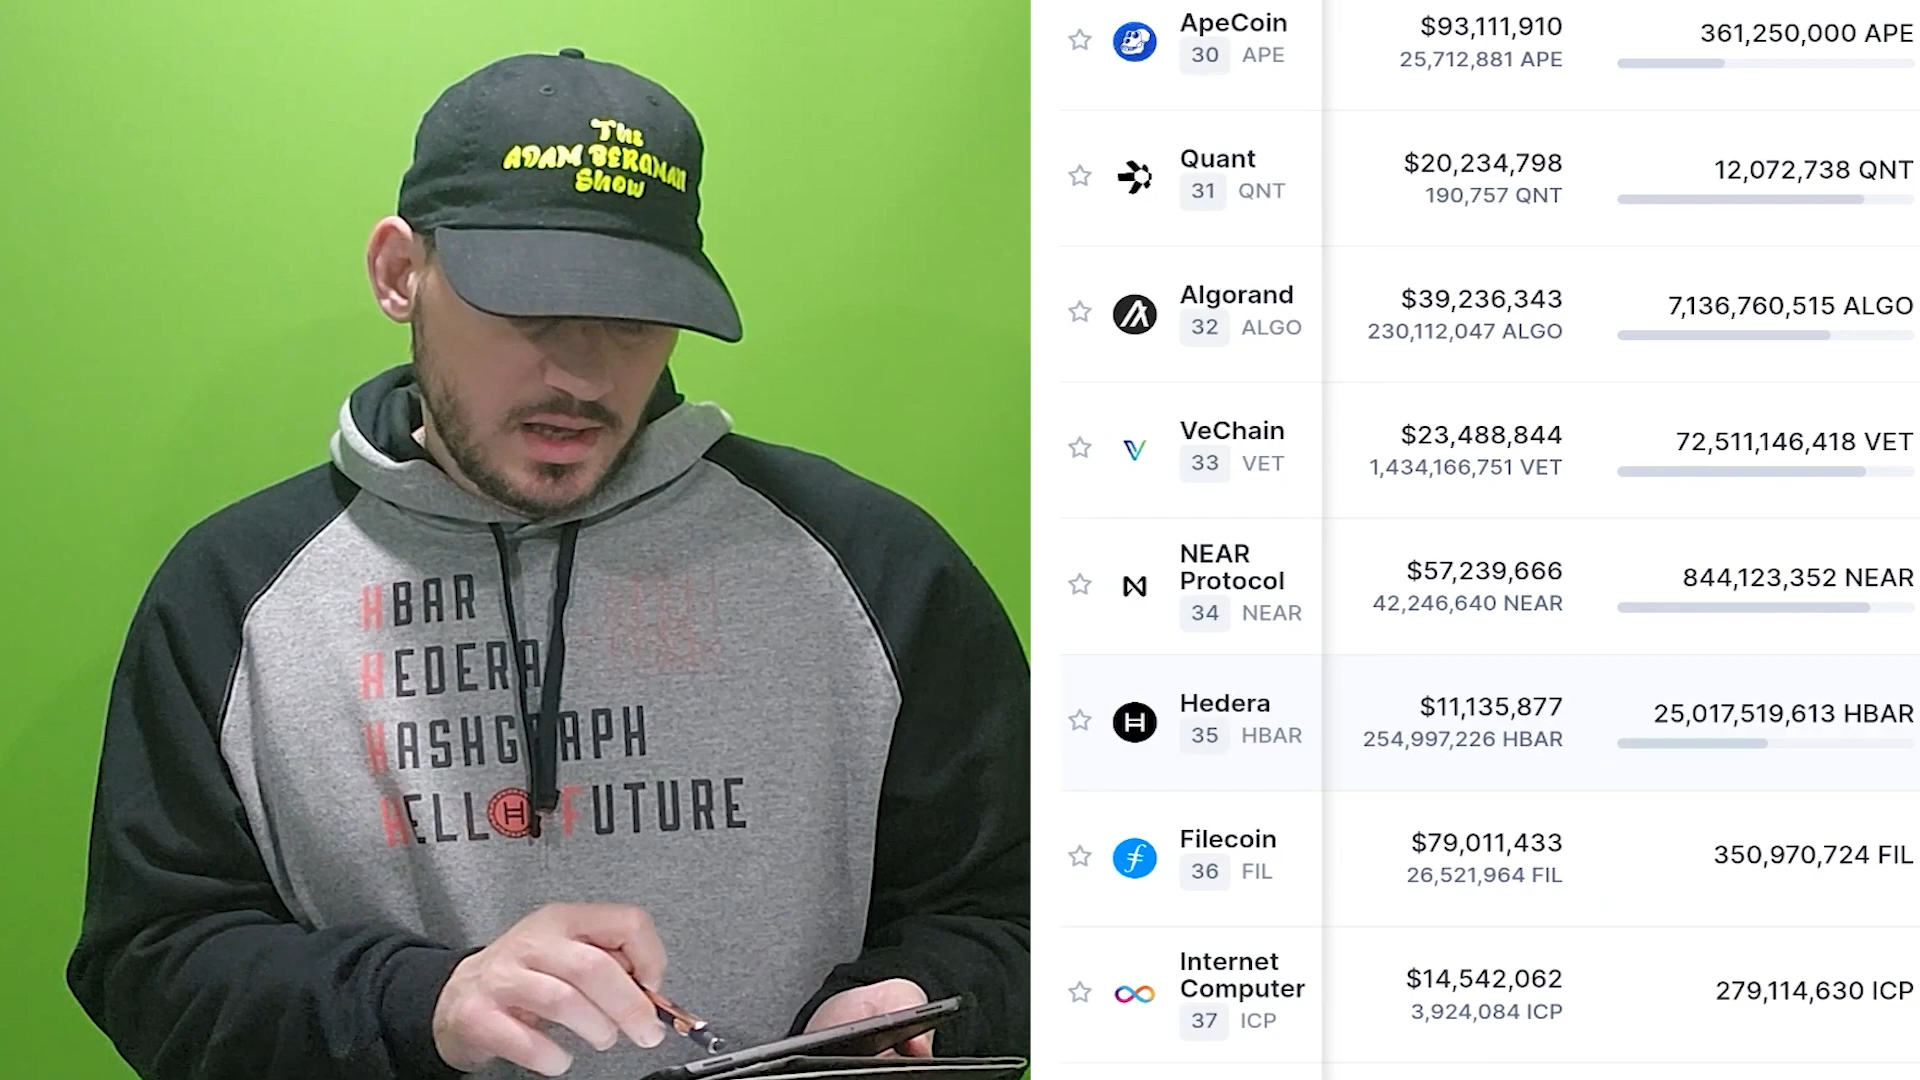 The
ADAM BERGMAN
Show
HBAR
HEDERA
HASHGRAPH
HELLO FUTURE
ApeCoin
30 APE
$93,111,910
25,712,881 APE
361,250,000 APE
Quant
31 QNT
$20,234,798
190,757 QNT
12,072,738 QNT
Algorand
32 ALGO
$39,236,343
230,112,047 ALGO
7,136,760,515 ALGO
VeChain
33 VET
$23,488,844
1,434,166,751 VET
72,511,146,418 VET
NEAR
Protocol
34 NEAR
$57,239,666
42,246,640 NEAR
844,123,352 NEAR
Hedera
35 HBAR
$11,135,877
254,997,226 HBAR
25,017,519,613 HBAR
Filecoin
36 FIL
$79,011,433
26,521,964 FIL
350,970,724 FIL
Internet
Computer
37 ICP
$14,542,062
3,924,084 ICP
279,114,630 ICP